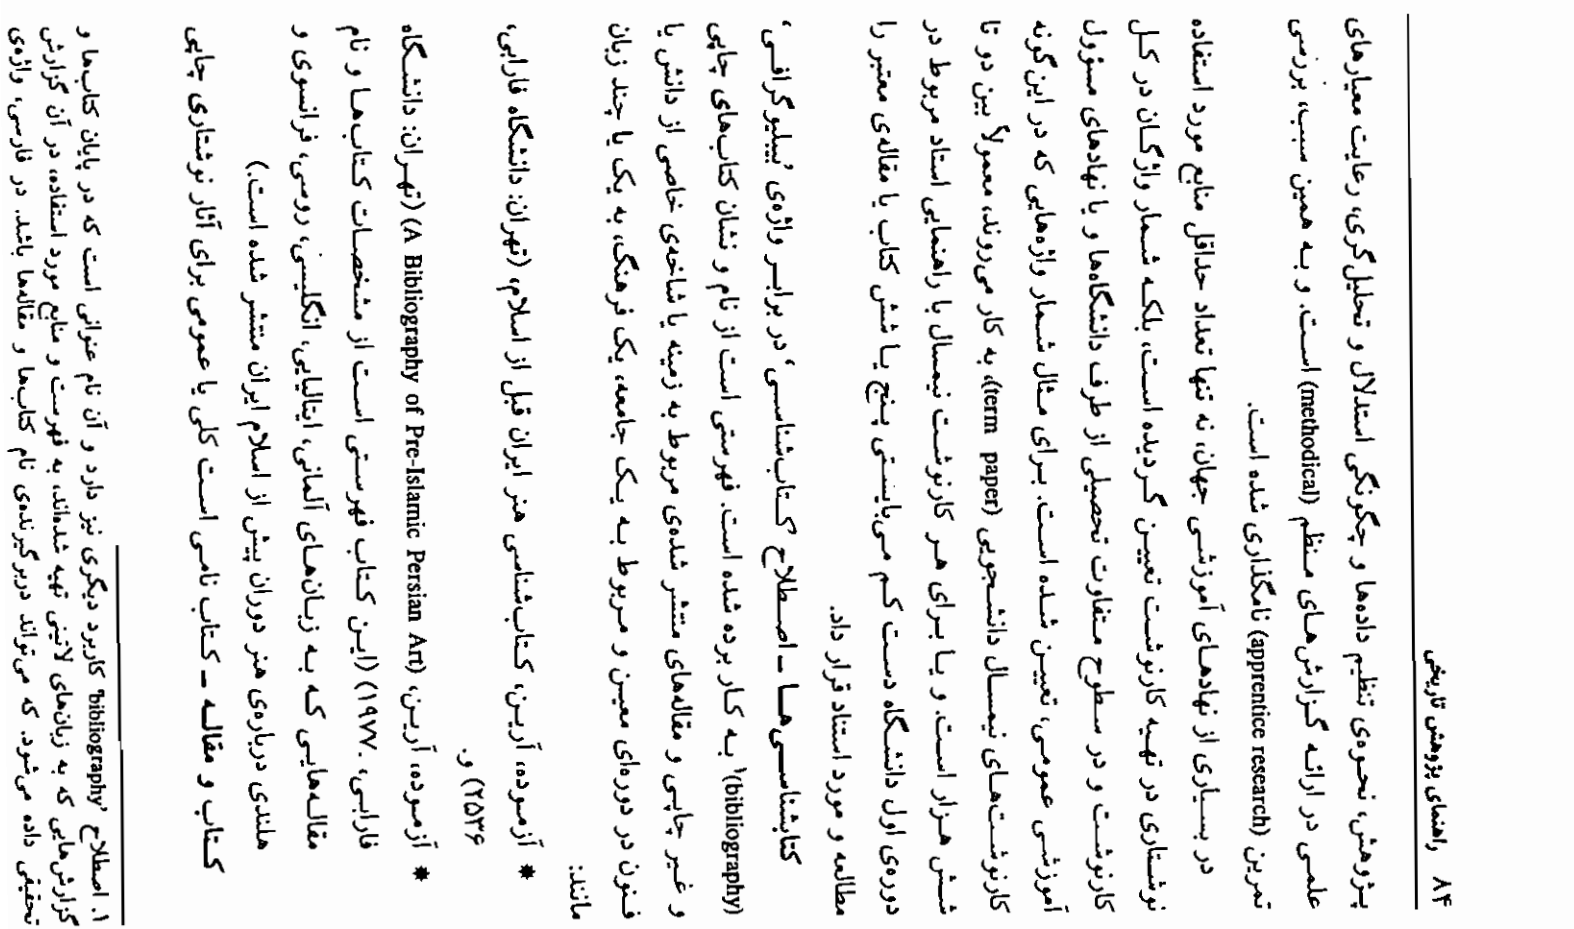 ۸۴ راهنمای پژوهش تاریخی
پژوهش، نحوه‌ی تنظیم داده‌ها و چگونگی استدلال و تحلیل‌گری، رعایت معیارهای
علمی در ارائه گزارش‌های منظم (methodical) است. و به همین سبب، بررسی
تمرین (apprentice research) نامگذاری شده است.
در بسیاری از نهادهای آموزشی جهان، نه تنها تعداد حداقل منابع مورد استفاده
نوشتاری در تهیه کارنوشت تعیین گردیده است، بلکه شمار واژگان در کل
کارنوشت و در سطوح متفاوت تحصیلی از طرف دانشگاه‌ها و یا نهادهای مسؤول
آموزشی عمومی، تعیین شده است. برای مثال شمار واژه‌هایی که در این گونه
کارنوشت‌های نیمسال دانشجویی (term paper)، به کار می‌روند، معمولاً بین دو تا
شش هزار است. و یا برای هر کارنوشت نیمسال با راهنمایی استاد مربوط در
دوره‌ی اول دانشگاه دست کم می‌بایستی پنج یا شش کتاب یا مقاله‌ی معتبر را
مطالعه و مورد استناد قرار داد.
کتابشناسی‌ها ــ اصطلاح ’کتاب‌شناسی‘ در برابر واژه‌ی ’بیبلیوگرافی‘،
(bibliography)۱ به کار برده شده است. فهرستی است از نام و نشان کتاب‌های چاپی
و غیر چاپی و مقاله‌های منتشر شده‌ی مربوط به زمینه یا شاخه‌ی خاصی از دانش یا
فنون در دوره‌ای معین و مربوط به یک جامعه، یک فرهنگ، به یک یا چند زبان
مانند:
* آزموده، آرین، کتاب‌شناسی هنر ایران قبل از اسلام، (تهران: دانشگاه فارابی،
۲۵۳۶) و.
* آزموده، آرین، (A Bibliography of Pre-Islamic Persian Art) (تهران: دانشگاه
فارابی، ۱۹۷۷.) (این کتاب فهرستی است از مشخصات کتاب‌ها و نام
مقاله‌هایی که به زبان‌های آلمانی، ایتالیایی، انگلیسی، روسی، فرانسوی و
هلندی درباره‌ی هنر دوران پیش از اسلام ایران منتشر شده است.)
کتاب و مقاله ــ کتاب نامی است کلی یا عمومی برای آثار نوشتاری چاپی
۱. اصطلاح ’bibliography‘ کاربرد دیگری نیز دارد و آن نام عنوانی است که در پایان کتاب‌ها و
گزارش‌هایی که به زبان‌های لاتینی تهیه شده‌اند، به فهرست و منابع مورد استفاده، در آن گزارش
تحقیقی داده می‌شود. که می‌تواند دربرگیرنده‌ی نام کتاب‌ها و مقاله‌ها باشد. در فارسی، واژه‌ی